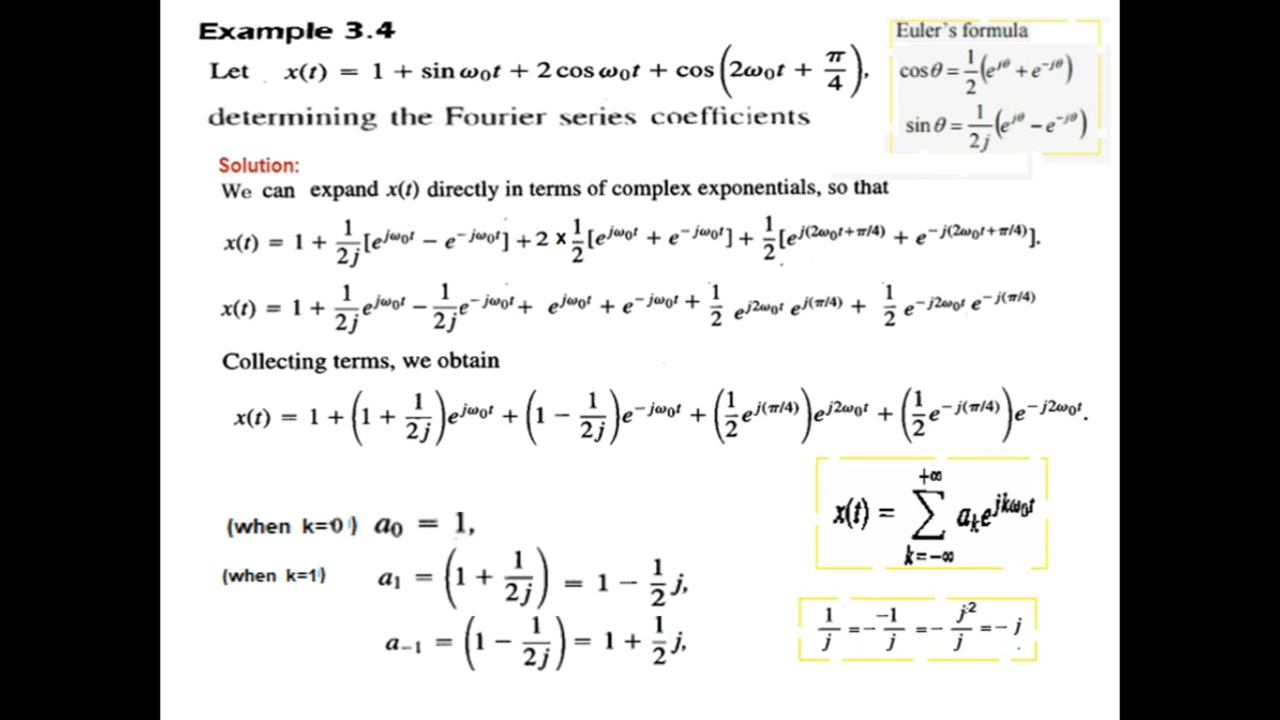 Example 3.4
Let x(t) = 1 + sin ω₀t + 2 cos ω₀t + cos(2ω₀t + π/4),
determining the Fourier series coefficients
Euler's formula
cosθ = 1/2 (e^{jθ} + e^{-jθ})
sinθ = 1/2j (e^{jθ} − e^{-jθ})
Solution:
We can expand x(t) directly in terms of complex exponentials, so that
x(t) = 1 + 1/2j [e^{jω₀t} − e^{-jω₀t}] + 2 x 1/2 [e^{jω₀t} + e^{-jω₀t}] + 1/2 [e^{j(2ω₀t+π/4)} + e^{-j(2ω₀t+π/4)}].
x(t) = 1 + 1/2j e^{jω₀t} − 1/2j e^{-jω₀t} + e^{jω₀t} + e^{-jω₀t} + 1/2 e^{j2ω₀t} e^{j(π/4)} + 1/2 e^{-j2ω₀t} e^{-j(π/4)}
Collecting terms, we obtain
x(t) = 1 + (1 + 1/2j) e^{jω₀t} + (1 − 1/2j) e^{-jω₀t} + (1/2 e^{j(π/4)}) e^{j2ω₀t} + (1/2 e^{-j(π/4)}) e^{-j2ω₀t}.
x(t) = ∑_{k=-∞}^{+∞} a_k e^{jkω₀t}
(when k=0) a₀ = 1,
(when k=1) a₁ = (1 + 1/2j) = 1 − 1/2 j,
a₋₁ = (1 − 1/2j) = 1 + 1/2 j,
1/j = − −1/j = − j²/j = − j